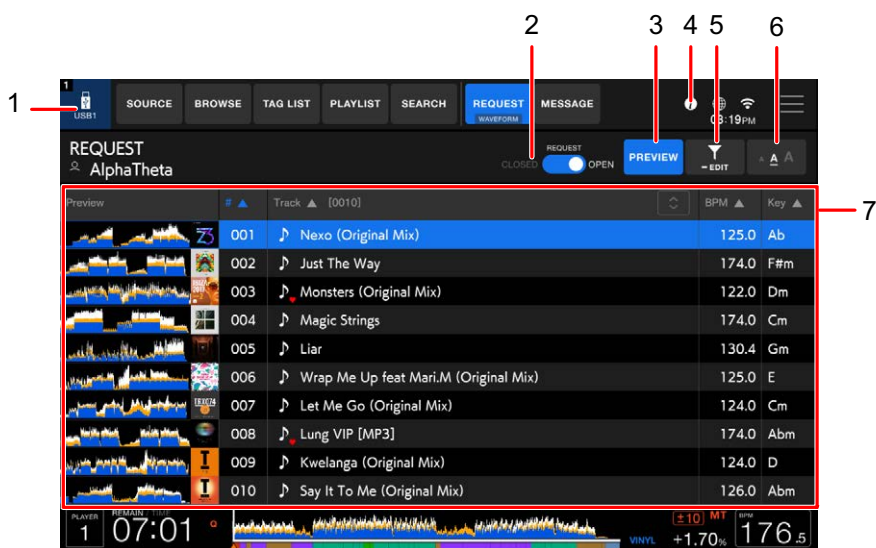 2 3 4 5 6
1
USB1
SOURCE BROWSE TAG LIST PLAYLIST SEARCH REQUEST MESSAGE
WAVEFORM
1
i
03:19PM
REQUEST
AlphaTheta
REQUEST
CLOSED OPEN
PREVIEW
-EDIT
A A A
7
Preview # ▲ Track ▲ [0010] BPM ▲ Key ▲
001 Nexo (Original Mix) 125.0 Ab
002 Just The Way 174.0 F#m
003 Monsters (Original Mix) 122.0 Dm
004 Magic Strings 174.0 Cm
005 Liar 130.4 Gm
006 Wrap Me Up feat Mari.M (Original Mix) 125.0 E
007 Let Me Go (Original Mix) 124.0 Cm
008 Lung VIP [MP3] 174.0 Abm
009 Kwelanga (Original Mix) 124.0 D
010 Say It To Me (Original Mix) 126.0 Abm
PLAYER
1
REMAIN / TIME
07:01
Q
VINYL
±10 MT
+1.70%
BPM
176.5